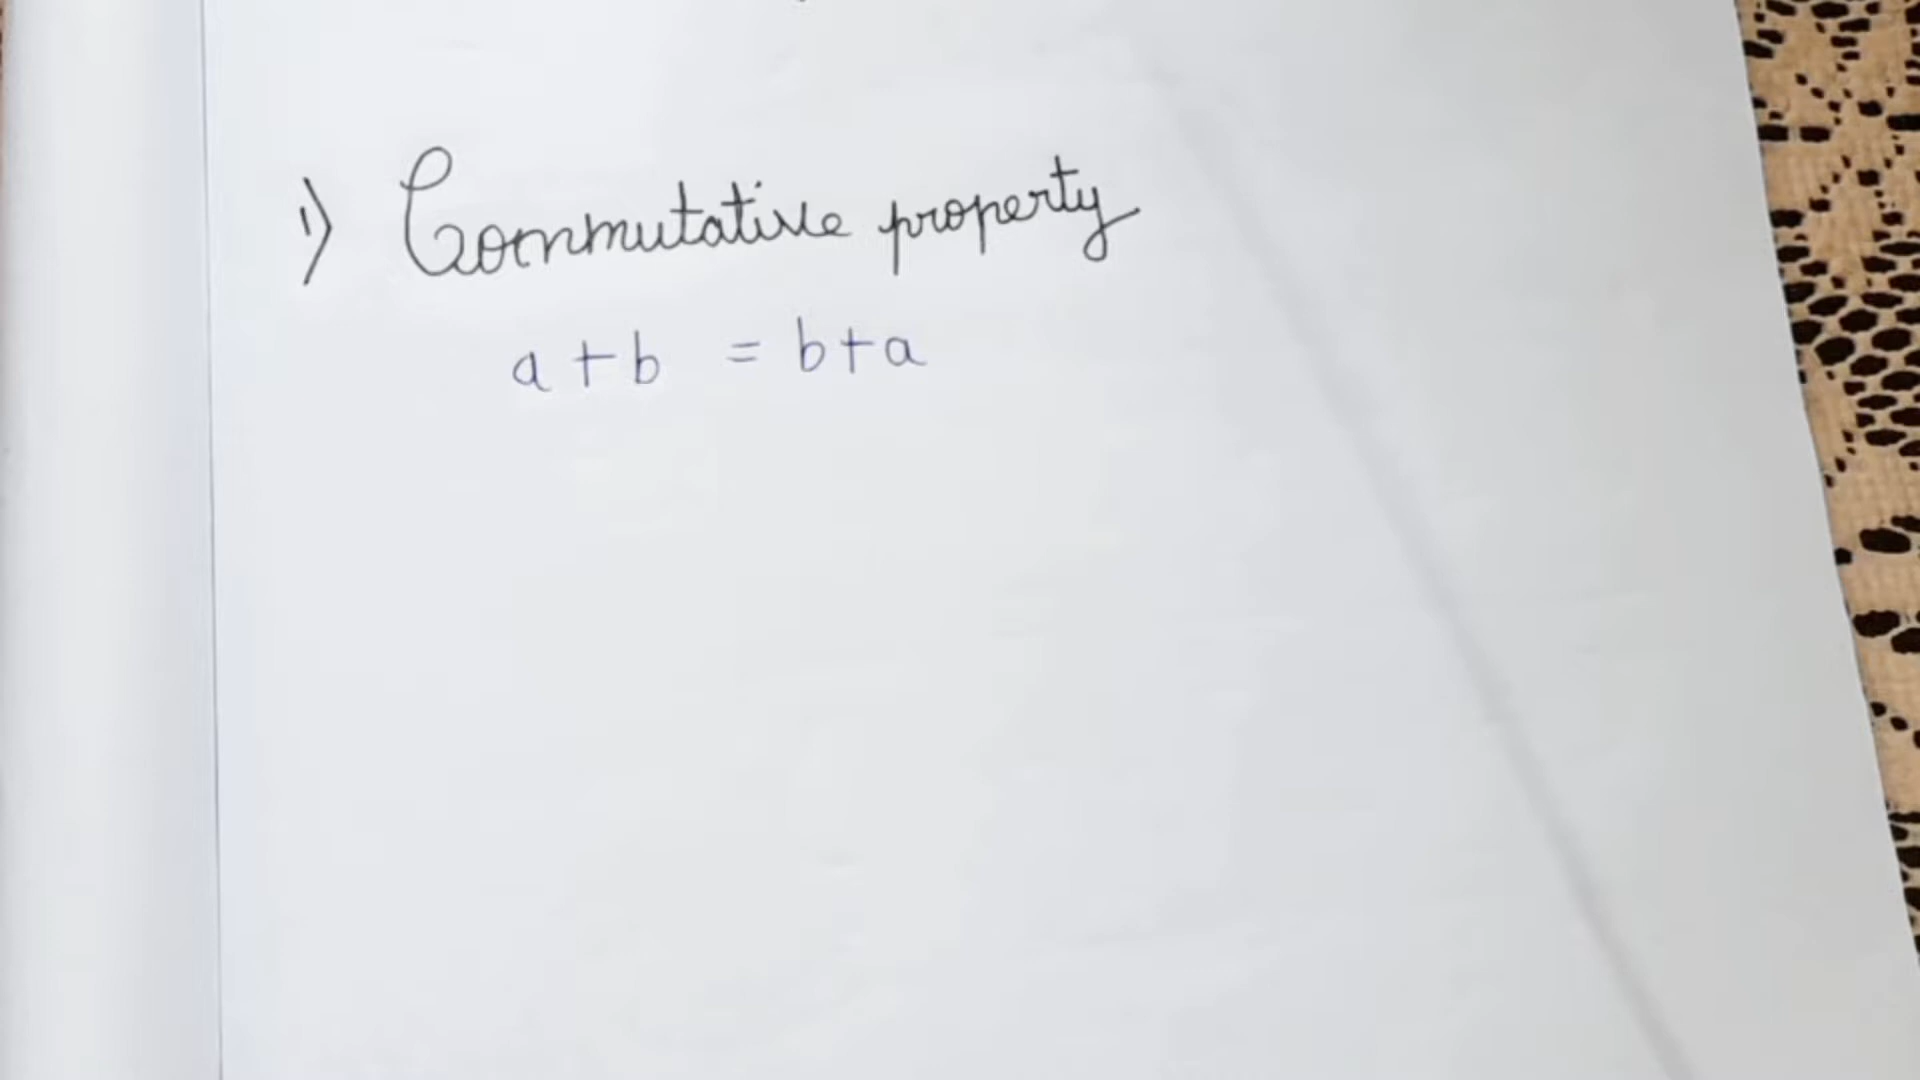 1) Commutative property
a + b = b + a